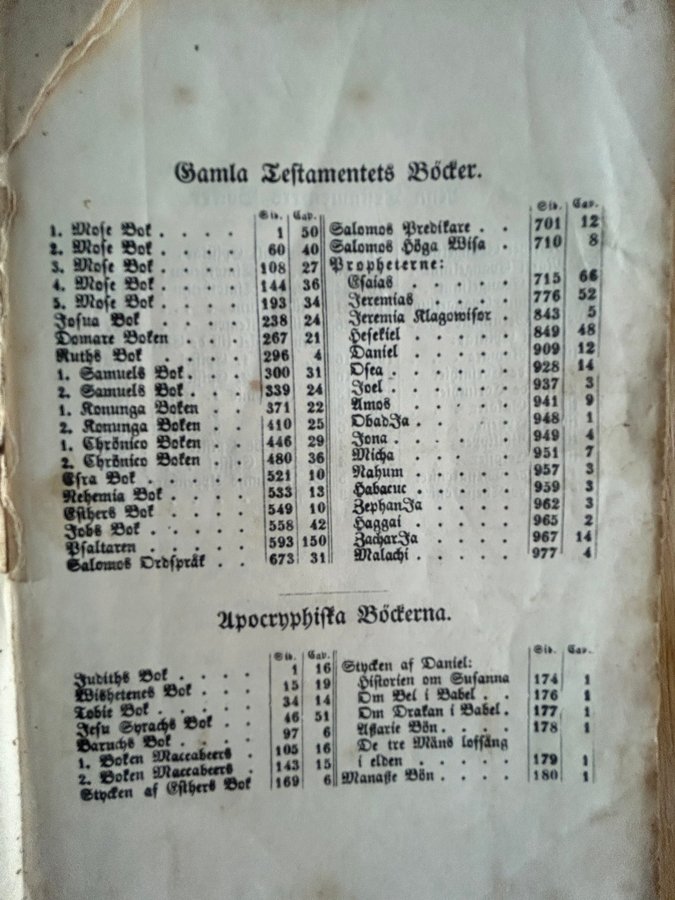 Gamla Testamentets Böcker.
Sid. Cap.
1. Mose Bok . . . . 1 50
2. Mose Bok . . . . 60 40
3. Mose Bok . . . . 108 27
4. Mose Bok . . . . 144 36
5. Mose Bok . . . . 193 34
Josua Bok . . . . 238 24
Domare Boken . . . . 267 21
Ruths Bok . . . . 296 4
1. Samuels Bok . . . 300 31
2. Samuels Bok . . . 339 24
1. Konunga Boken . . 371 22
2. Konunga Boken . . 410 25
1. Chrönico Boken . . 446 29
2. Chrönico Boken . . 480 36
Esra Bok . . . . 521 10
Nehemia Bok . . . . 533 13
Esthers Bok . . . . 549 10
Jobs Bok . . . . 558 42
Psaltaren . . . . 593 150
Salomos Ordspråk . . 673 31
Sid. Cap.
Salomos Predikare . . 701 12
Salomos Höga Wisa . 710 8
Propheterne:
Esaias . . . . . 715 66
Jeremias . . . . 776 52
Jeremia Klagowisor . 843 5
Hesekiel . . . . 849 48
Daniel . . . . . 909 12
Osea . . . . . 928 14
Joel . . . . . 937 3
Amos . . . . . 941 9
ObadJa . . . . . 948 1
Jona . . . . . 949 4
Micha . . . . . 951 7
Nahum . . . . . 957 3
Habacuc . . . . . 959 3
ZephanJa . . . . 962 3
Haggai . . . . . 965 2
ZacharJa . . . . 967 14
Malachi . . . . . 977 4
Apocryphiska Böckerna.
Sid. Cap.
Judiths Bok . . . . 1 16
Wishetenes Bok . . . 15 19
Tobie Bok . . . . . 34 14
Jesu Syrachs Bok . . 46 51
Baruchs Bok . . . . 97 6
1. Boken Maccabeers . 105 16
2. Boken Maccabeers . 143 15
Stycken af Esthers Bok 169 6
Sid. Cap.
Stycken af Daniel:
Historien om Susanna 174 1
Om Bel i Babel . . 176 1
Om Drakan i Babel . 177 1
Asarie Bön . . . . 178 1
De tre Mäns loffsång
i elden . . . . . 179 1
Manasse Bön . . . . 180 1